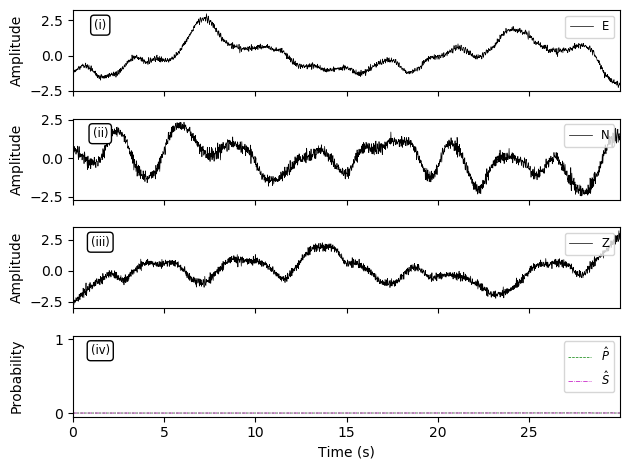 2.5
0.0
−2.5
Amplitude
(i)
E
2.5
0.0
−2.5
Amplitude
(ii)
N
2.5
0.0
−2.5
Amplitude
(iii)
Z
1
0
Probability
(iv)
P̂
Ŝ
0 5 10 15 20 25
Time (s)